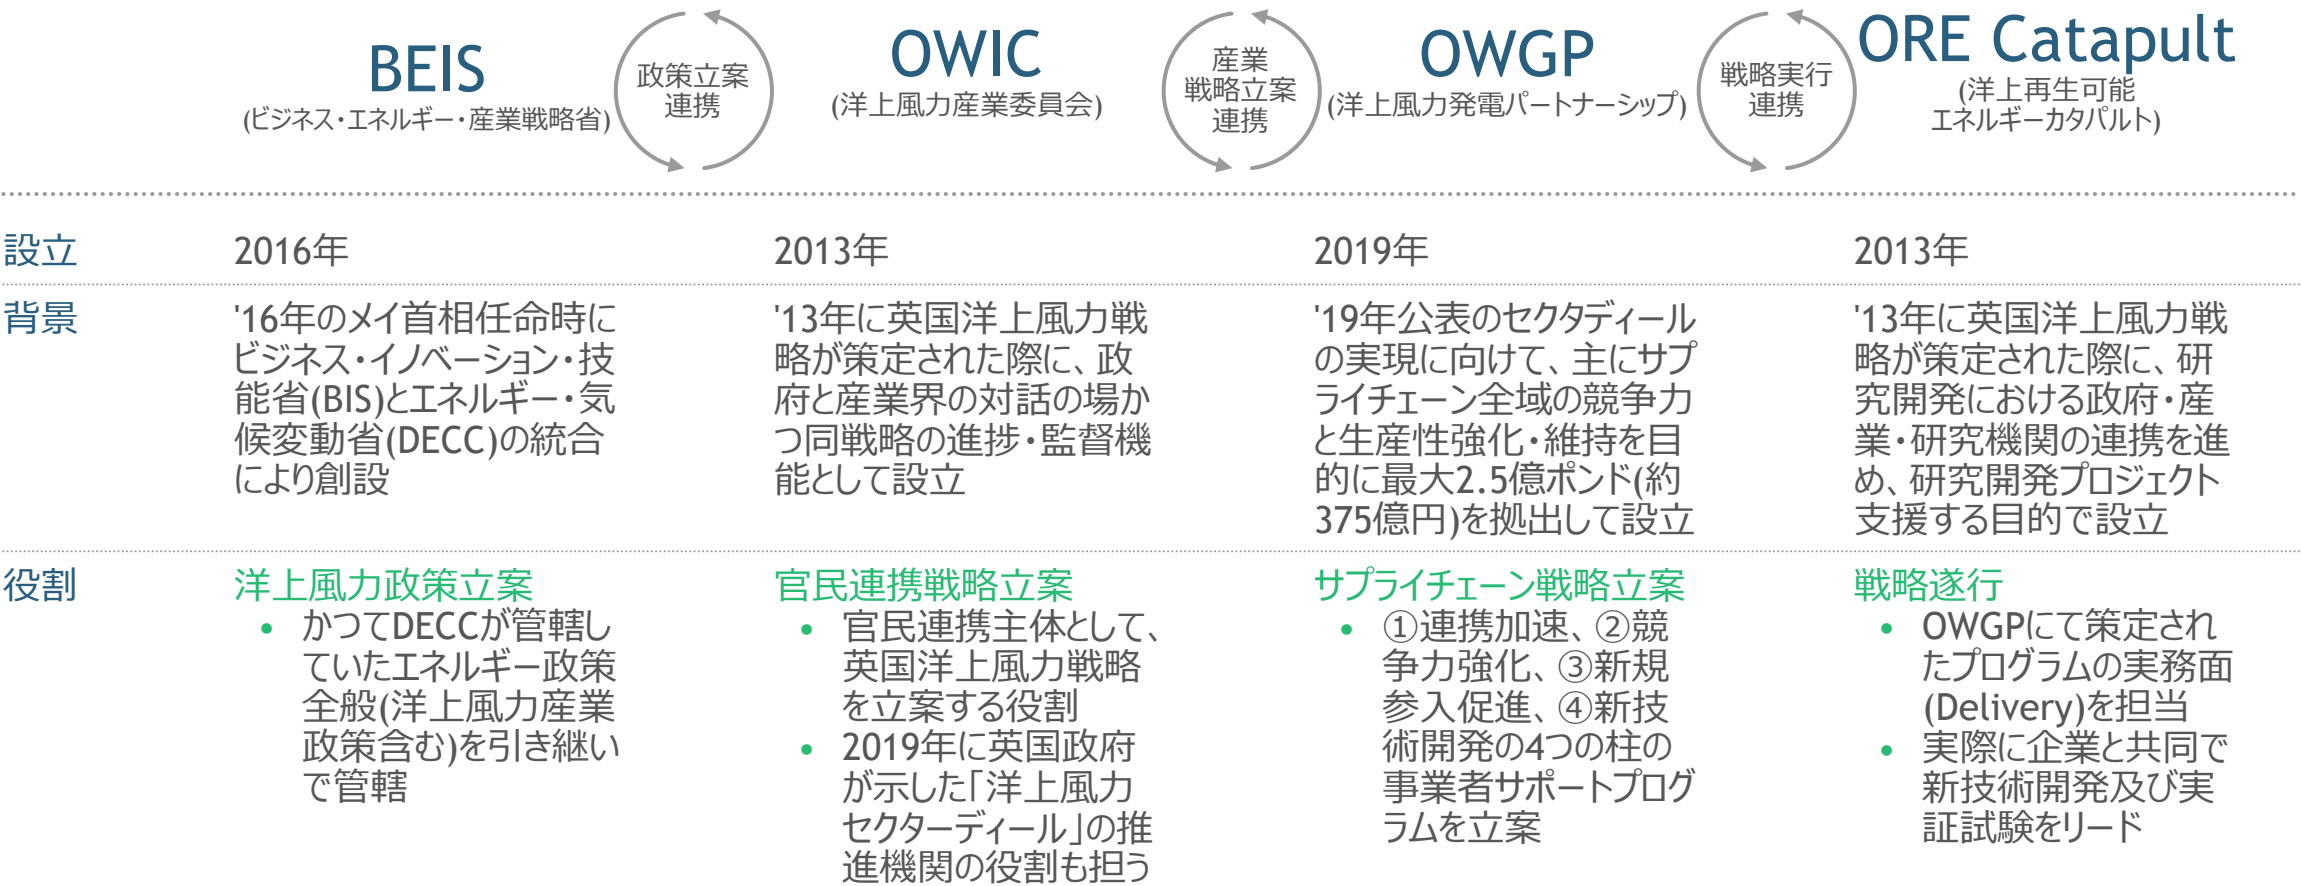 BEIS
(ビジネス・エネルギー・産業戦略省)
政策立案
連携
OWIC
(洋上風力産業委員会)
産業
戦略立案
連携
OWGP
(洋上風力発電パートナーシップ)
戦略実行
連携
ORE Catapult
(洋上再生可能
エネルギーカタパルト)
設立
2016年
2013年
2019年
2013年
背景
'16年のメイ首相任命時に
ビジネス・イノベーション・技
能省(BIS)とエネルギー・気
候変動省(DECC)の統合
により創設
'13年に英国洋上風力戦
略が策定された際に、政
府と産業界の対話の場か
つ同戦略の進捗・監督機
能として設立
'19年公表のセクタディール
の実現に向けて、主にサプ
ライチェーン全域の競争力
と生産性強化・維持を目
的に最大2.5億ポンド(約
375億円)を拠出して設立
'13年に英国洋上風力戦
略が策定された際に、研
究開発における政府・産
業・研究機関の連携を進
め、研究開発プロジェクト
支援する目的で設立
役割
洋上風力政策立案
• かつてDECCが管轄し
ていたエネルギー政策
全般(洋上風力産業
政策含む)を引き継い
で管轄
官民連携戦略立案
• 官民連携主体として、
英国洋上風力戦略
を立案する役割
• 2019年に英国政府
が示した「洋上風力
セクターディール」の推
進機関の役割も担う
サプライチェーン戦略立案
• ①連携加速、②競
争力強化、③新規
参入促進、④新技
術開発の4つの柱の
事業者サポートプログ
ラムを立案
戦略遂行
• OWGPにて策定され
たプログラムの実務面
(Delivery)を担当
• 実際に企業と共同で
新技術開発及び実
証試験をリード